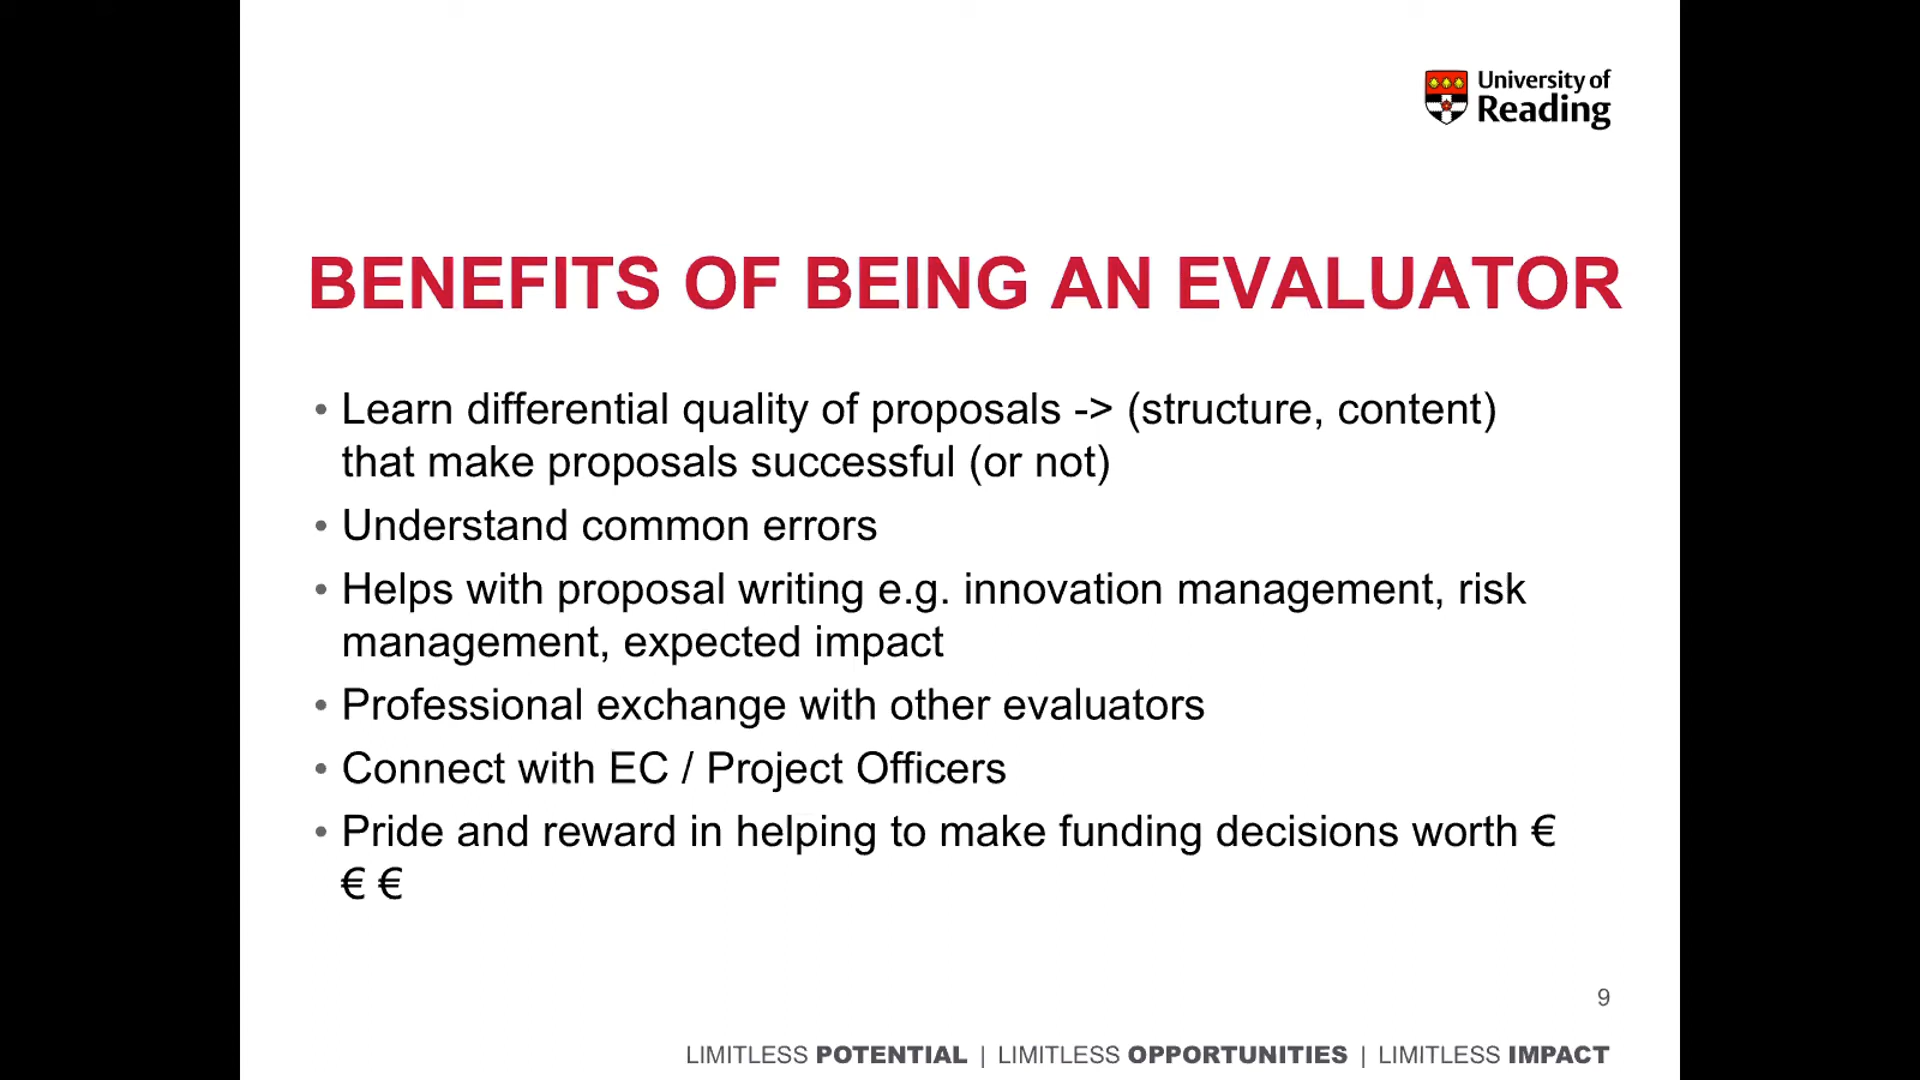 University of
Reading
BENEFITS OF BEING AN EVALUATOR
• Learn differential quality of proposals -> (structure, content)
that make proposals successful (or not)
• Understand common errors
• Helps with proposal writing e.g. innovation management, risk
management, expected impact
• Professional exchange with other evaluators
• Connect with EC / Project Officers
• Pride and reward in helping to make funding decisions worth €
€ €
9
LIMITLESS POTENTIAL | LIMITLESS OPPORTUNITIES | LIMITLESS IMPACT